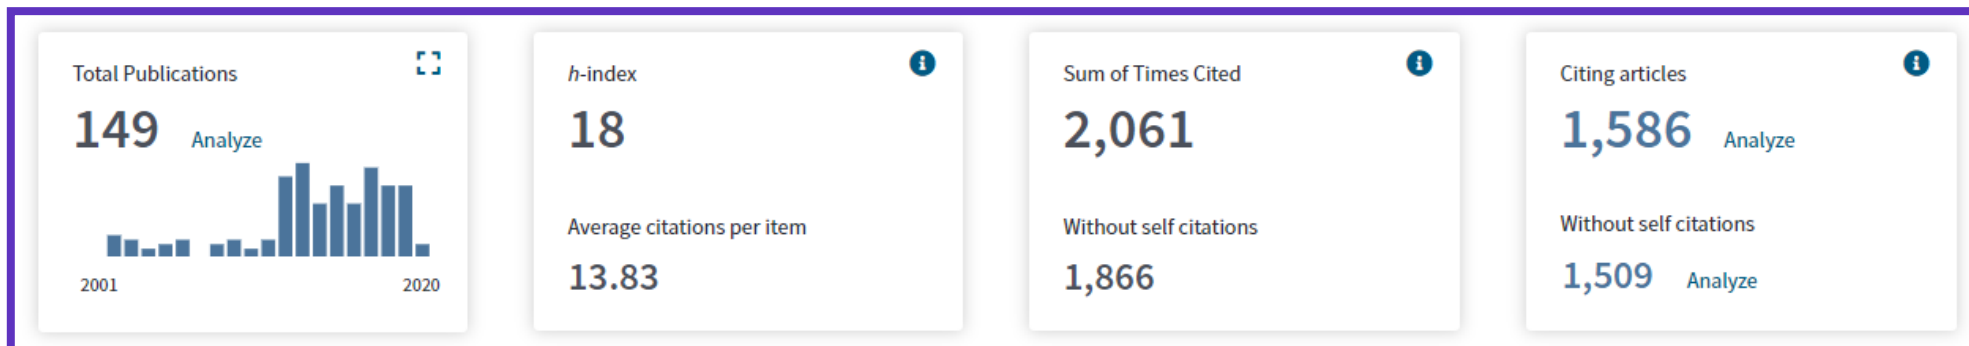 Total Publications
149 Analyze
2001 2020
h-index
18
Average citations per item
13.83
Sum of Times Cited
2,061
Without self citations
1,866
Citing articles
1,586 Analyze
Without self citations
1,509 Analyze